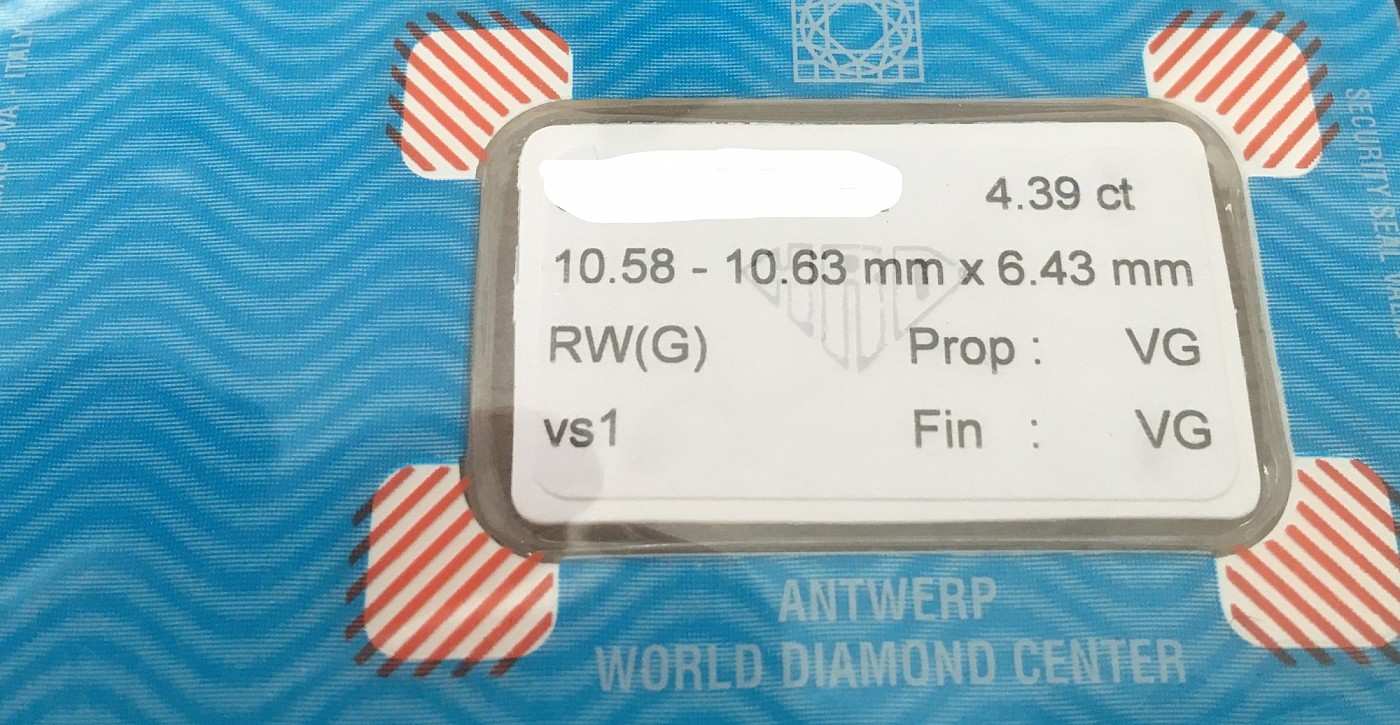 4.39 ct
10.58 - 10.63 mm x 6.43 mm
RW(G) Prop : VG
vs1 Fin : VG
ANTWERP
WORLD DIAMOND CENTER
SECURITY SEAL
ITALY